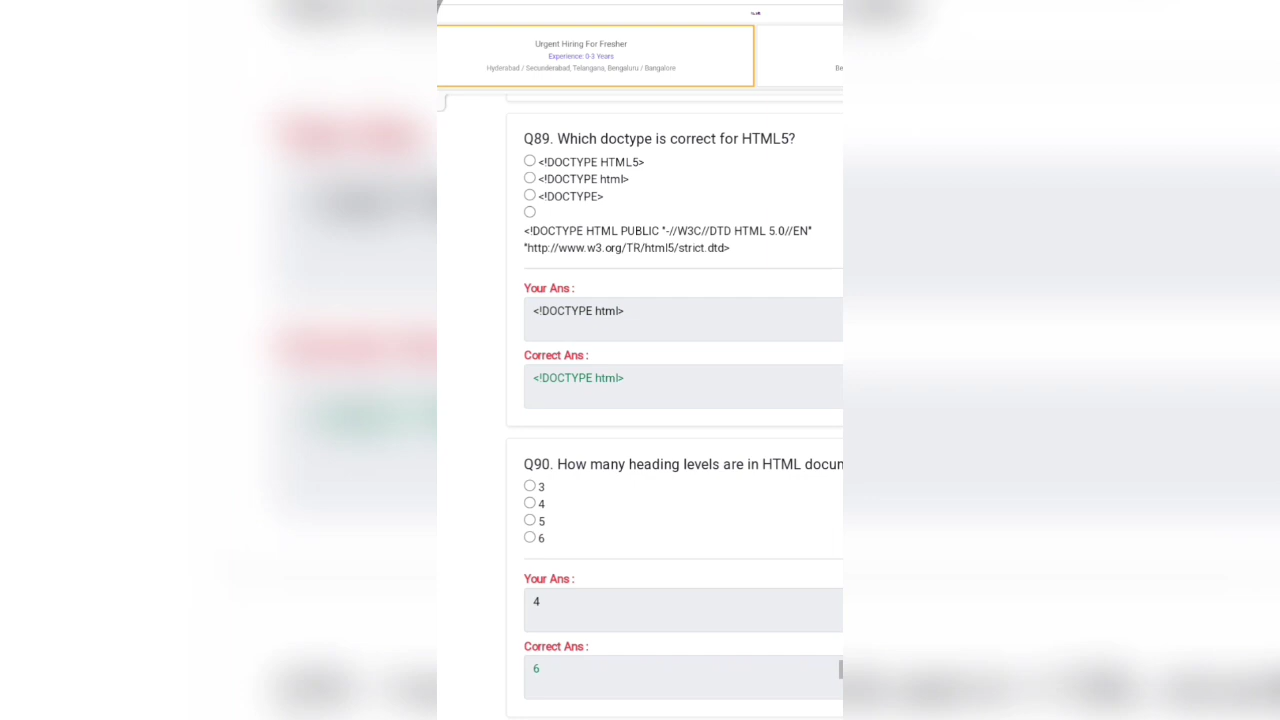 Urgent Hiring For Fresher
Experience: 0-3 Years
Hyderabad / Secunderabad, Telangana, Bengaluru / Bangalore
Be
Q89. Which doctype is correct for HTML5?
<!DOCTYPE HTML5>
<!DOCTYPE html>
<!DOCTYPE>
<!DOCTYPE HTML PUBLIC "-//W3C//DTD HTML 5.0//EN"
"http://www.w3.org/TR/html5/strict.dtd>
Your Ans :
<!DOCTYPE html>
Correct Ans :
<!DOCTYPE html>
Q90. How many heading levels are in HTML docum
3
4
5
6
Your Ans :
4
Correct Ans :
6